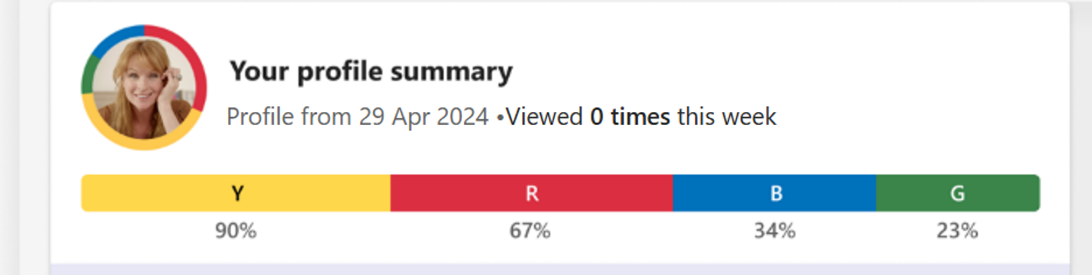 Your profile summary
Profile from 29 Apr 2024 •Viewed 0 times this week
Y R B G
90% 67% 34% 23%